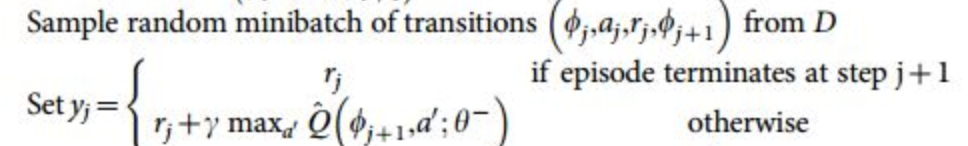 Sample random minibatch of transitions (ϕⱼ,aⱼ,rⱼ,ϕⱼ₊₁) from D
Set yⱼ = { rⱼ if episode terminates at step j+1
rⱼ + γ maxₐ′ Q̂(ϕⱼ₊₁,a′;θ⁻) otherwise